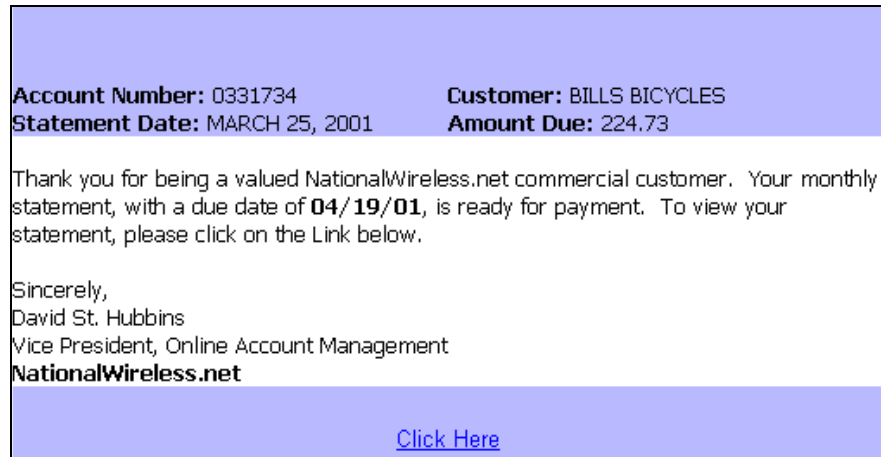 Account Number: 0331734 Customer: BILLS BICYCLES
Statement Date: MARCH 25, 2001 Amount Due: 224.73
Thank you for being a valued NationalWireless.net commercial customer. Your monthly
statement, with a due date of 04/19/01, is ready for payment. To view your
statement, please click on the Link below.
Sincerely,
David St. Hubbins
Vice President, Online Account Management
NationalWireless.net
Click Here